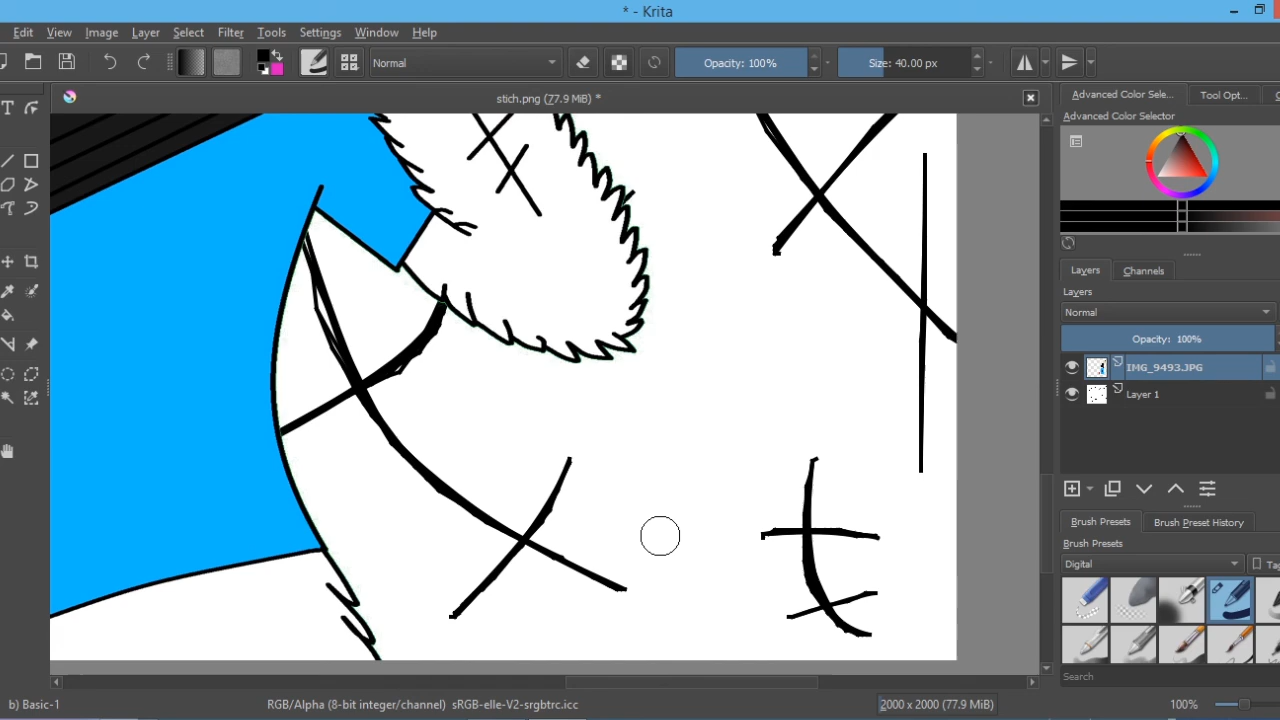 * - Krita
Edit View Image Layer Select Filter Tools Settings Window Help
Normal Opacity: 100% Size: 40.00 px
stich.png (77.9 MiB) *
Advanced Color Sele... Tool Opt...
Advanced Color Selector
Layers Channels
Layers
Normal
Opacity: 100%
IMG_9493.JPG
Layer 1
Brush Presets Brush Preset History
Brush Presets
Digital
Search
b) Basic-1 RGB/Alpha (8-bit integer/channel) sRGB-elle-V2-srgbtrc.icc 2000 x 2000 (77.9 MiB) 100%